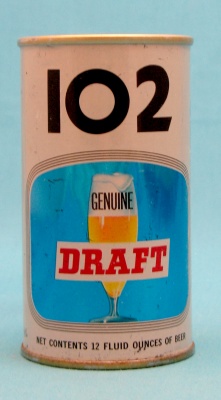 102
GENUINE
DRAFT
NET CONTENTS 12 FLUID OUNCES OF BEER